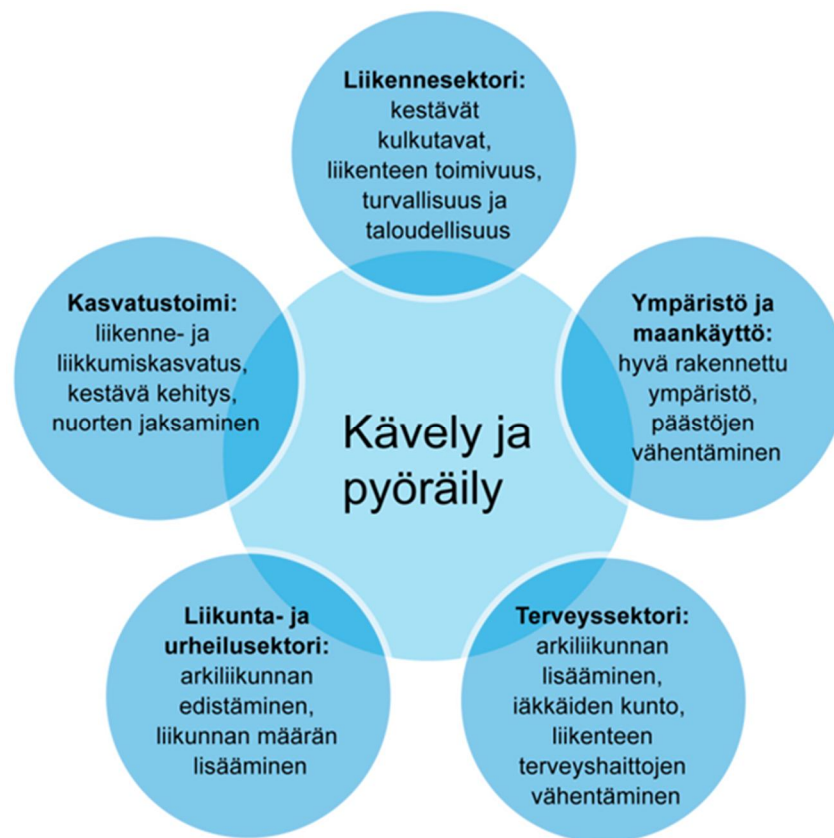 Liikennesektori:
kestävät
kulkutavat,
liikenteen toimivuus,
turvallisuus ja
taloudellisuus
Kasvatustoimi:
liikenne- ja
liikkumiskasvatus,
kestävä kehitys,
nuorten jaksaminen
Ympäristö ja
maankäyttö:
hyvä rakennettu
ympäristö,
päästöjen
vähentäminen
Kävely ja
pyöräily
Liikunta- ja
urheilusektori:
arkiliikunnan
edistäminen,
liikunnan määrän
lisääminen
Terveyssektori:
arkiliikunnan
lisääminen,
iäkkäiden kunto,
liikenteen
terveyshaittojen
vähentäminen